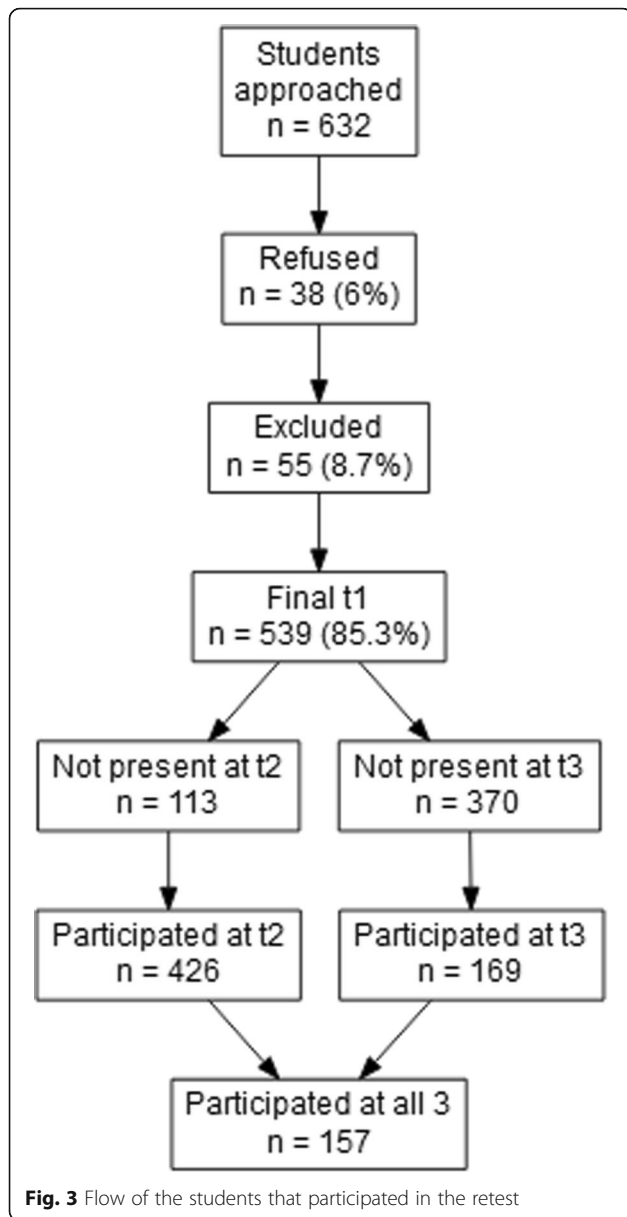 Students
approached
n = 632
Refused
n = 38 (6%)
Excluded
n = 55 (8.7%)
Final t1
n = 539 (85.3%)
Not present at t2
n = 113
Not present at t3
n = 370
Participated at t2
n = 426
Participated at t3
n = 169
Participated at all 3
n = 157
Fig. 3 Flow of the students that participated in the retest